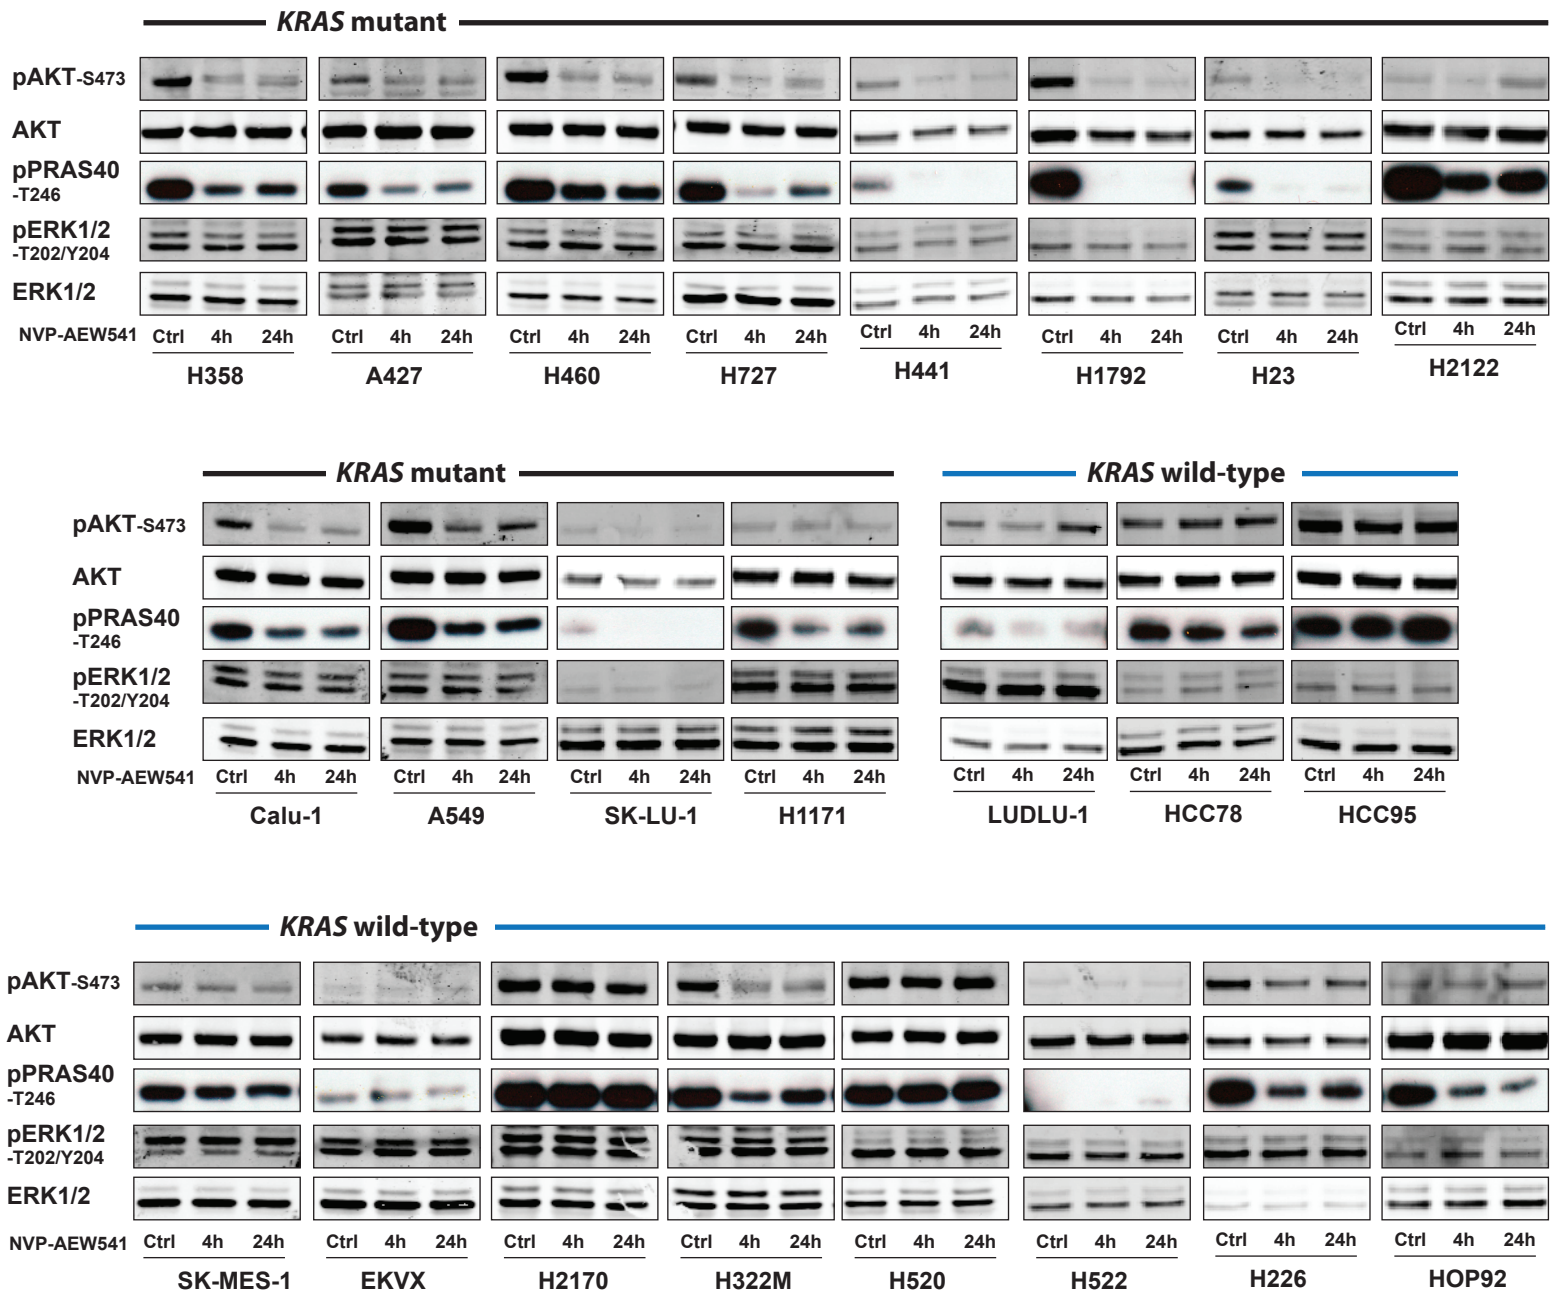 KRAS mutant
pAKT-S473
AKT
pPRAS40
-T246
pERK1/2
-T202/Y204
ERK1/2
NVP-AEW541 Ctrl 4h 24h Ctrl 4h 24h Ctrl 4h 24h Ctrl 4h 24h Ctrl 4h 24h Ctrl 4h 24h Ctrl 4h 24h Ctrl 4h 24h
H358 A427 H460 H727 H441 H1792 H23 H2122
KRAS mutant KRAS wild-type
pAKT-S473
AKT
pPRAS40
-T246
pERK1/2
-T202/Y204
ERK1/2
NVP-AEW541 Ctrl 4h 24h Ctrl 4h 24h Ctrl 4h 24h Ctrl 4h 24h Ctrl 4h 24h Ctrl 4h 24h Ctrl 4h 24h
Calu-1 A549 SK-LU-1 H1171 LUDLU-1 HCC78 HCC95
KRAS wild-type
pAKT-S473
AKT
pPRAS40
-T246
pERK1/2
-T202/Y204
ERK1/2
NVP-AEW541 Ctrl 4h 24h Ctrl 4h 24h Ctrl 4h 24h Ctrl 4h 24h Ctrl 4h 24h Ctrl 4h 24h Ctrl 4h 24h Ctrl 4h 24h
SK-MES-1 EKVX H2170 H322M H520 H522 H226 HOP92